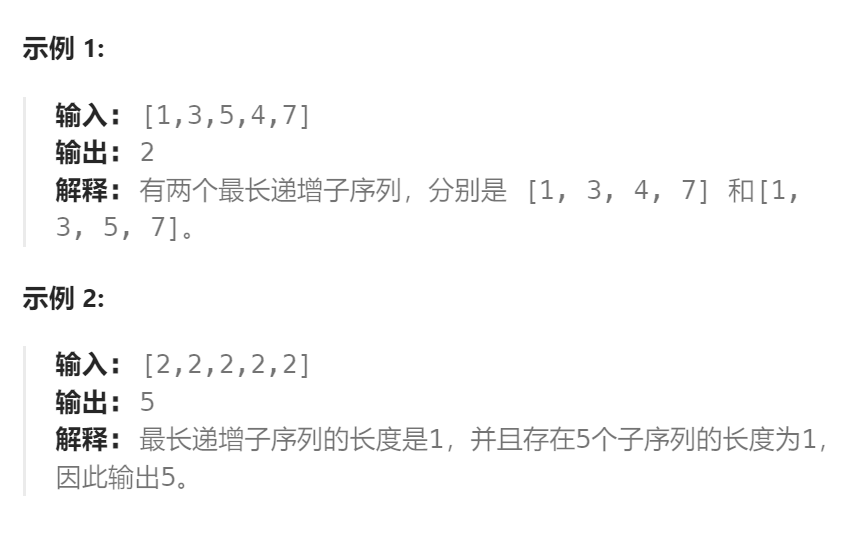 示例 1:
输入： [1,3,5,4,7]
输出： 2
解释： 有两个最长递增子序列，分别是 [1, 3, 4, 7] 和[1,
3, 5, 7]。
示例 2:
输入： [2,2,2,2,2]
输出： 5
解释： 最长递增子序列的长度是1，并且存在5个子序列的长度为1，
因此输出5。